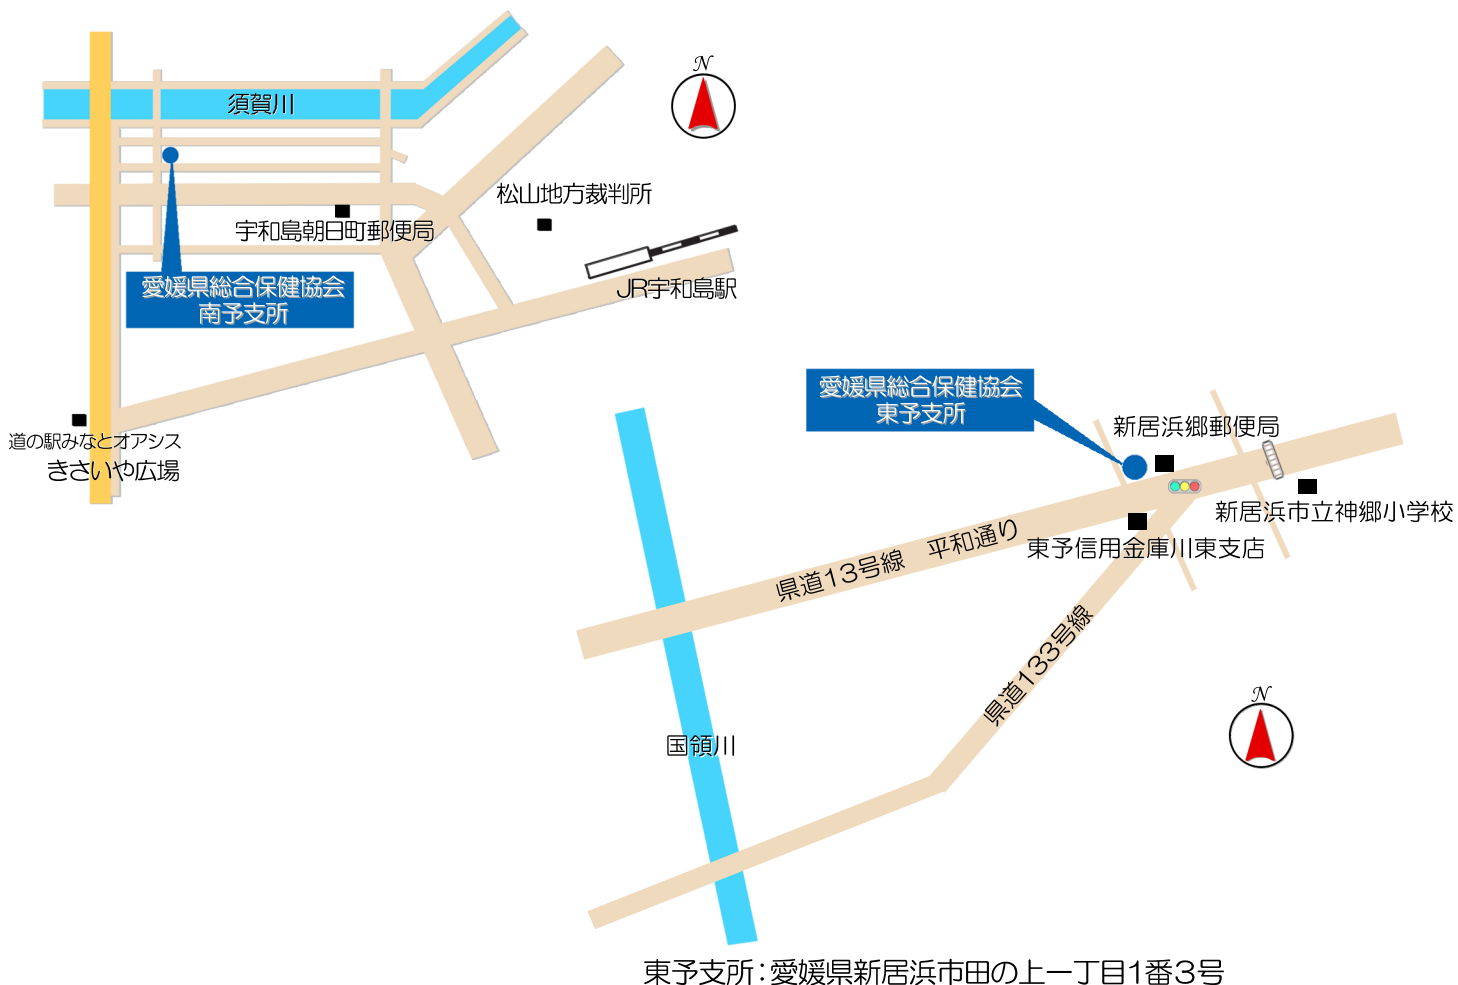 N
須賀川
松山地方裁判所
宇和島朝日町郵便局
JR宇和島駅
愛媛県総合保健協会
南予支所
道の駅みなとオアシス
きさいや広場
愛媛県総合保健協会
東予支所
新居浜郷郵便局
新居浜市立神郷小学校
東予信用金庫川東支店
県道13号線　平和通り
県道133号線
N
国領川
東予支所：愛媛県新居浜市田の上一丁目1番3号